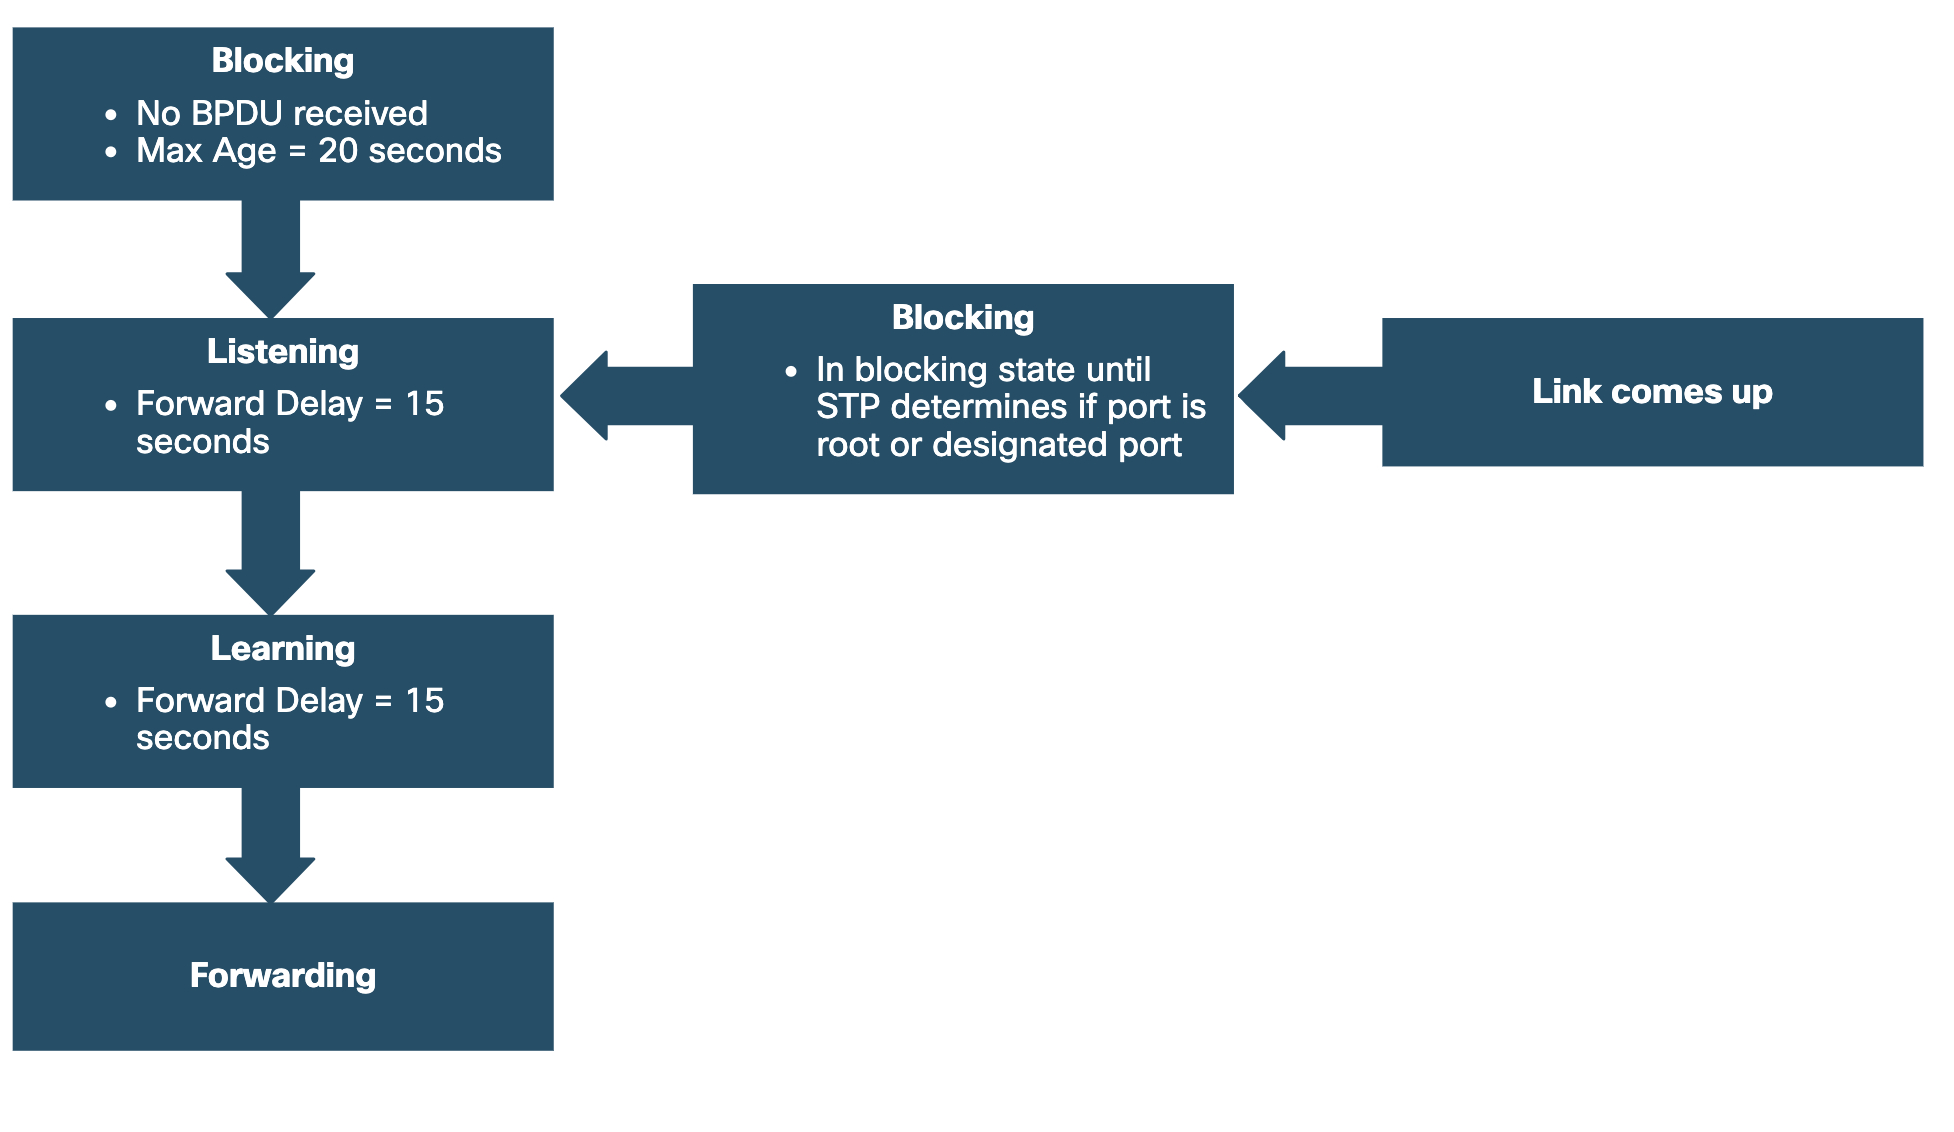 Blocking
• No BPDU received
• Max Age = 20 seconds
Listening
• Forward Delay = 15
seconds
Blocking
• In blocking state until
STP determines if port is
root or designated port
Link comes up
Learning
• Forward Delay = 15
seconds
Forwarding